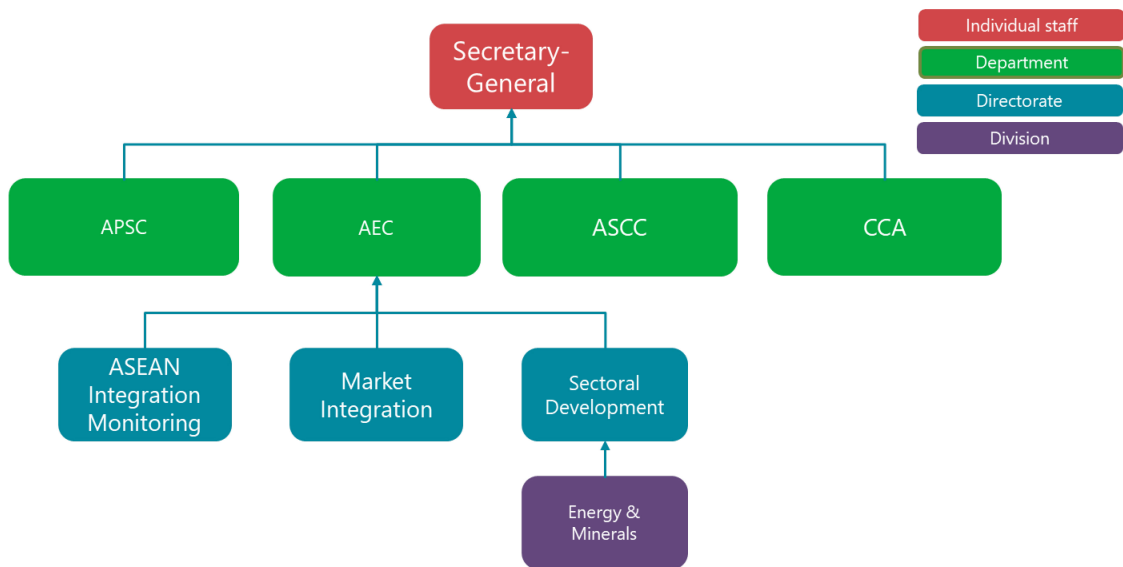 Individual staff
Secretary-
General
Department
Directorate
Division
APSC
AEC
ASCC
CCA
ASEAN
Integration
Monitoring
Market
Integration
Sectoral
Development
Energy &
Minerals